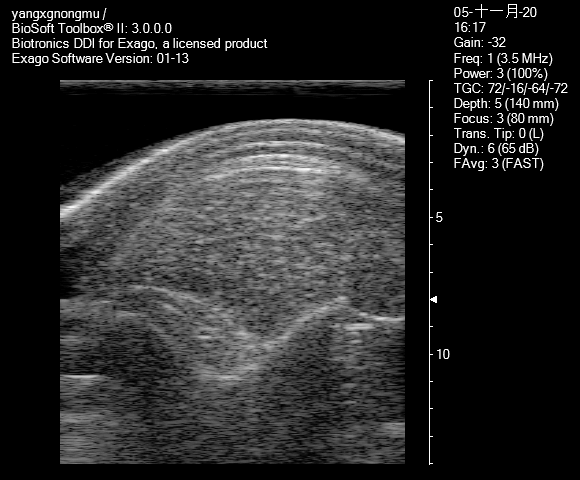 yangxgnongmu /
BioSoft Toolbox® II: 3.0.0.0
Biotronics DDI for Exago, a licensed product
Exago Software Version: 01-13
05-十一月-20
16:17
Gain: -32
Freq: 1 (3.5 MHz)
Power: 3 (100%)
TGC: 72/-16/-64/-72
Depth: 5 (140 mm)
Focus: 3 (80 mm)
Trans. Tip: 0 (L)
Dyn.: 6 (65 dB)
FAvg: 3 (FAST)
5
10